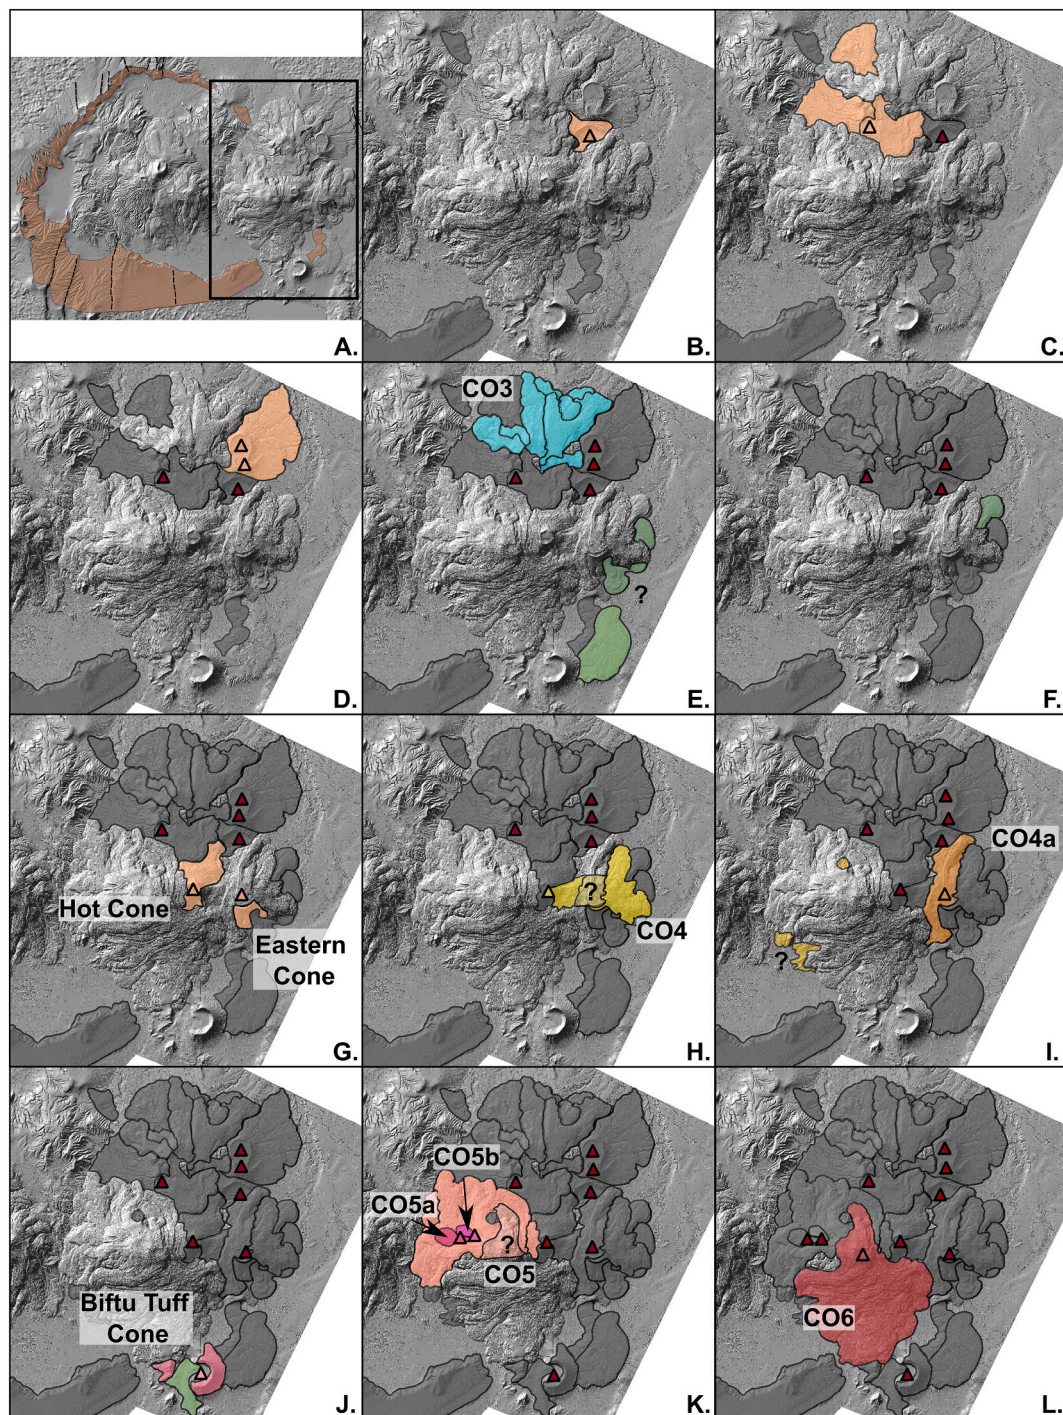 A.
B.
C.
D.
CO3
?
E.
F.
Hot Cone
Eastern
Cone
G.
?
CO4
H.
CO4a
?
I.
Biftu Tuff
Cone
J.
CO5b
CO5a
?
CO5
K.
CO6
L.